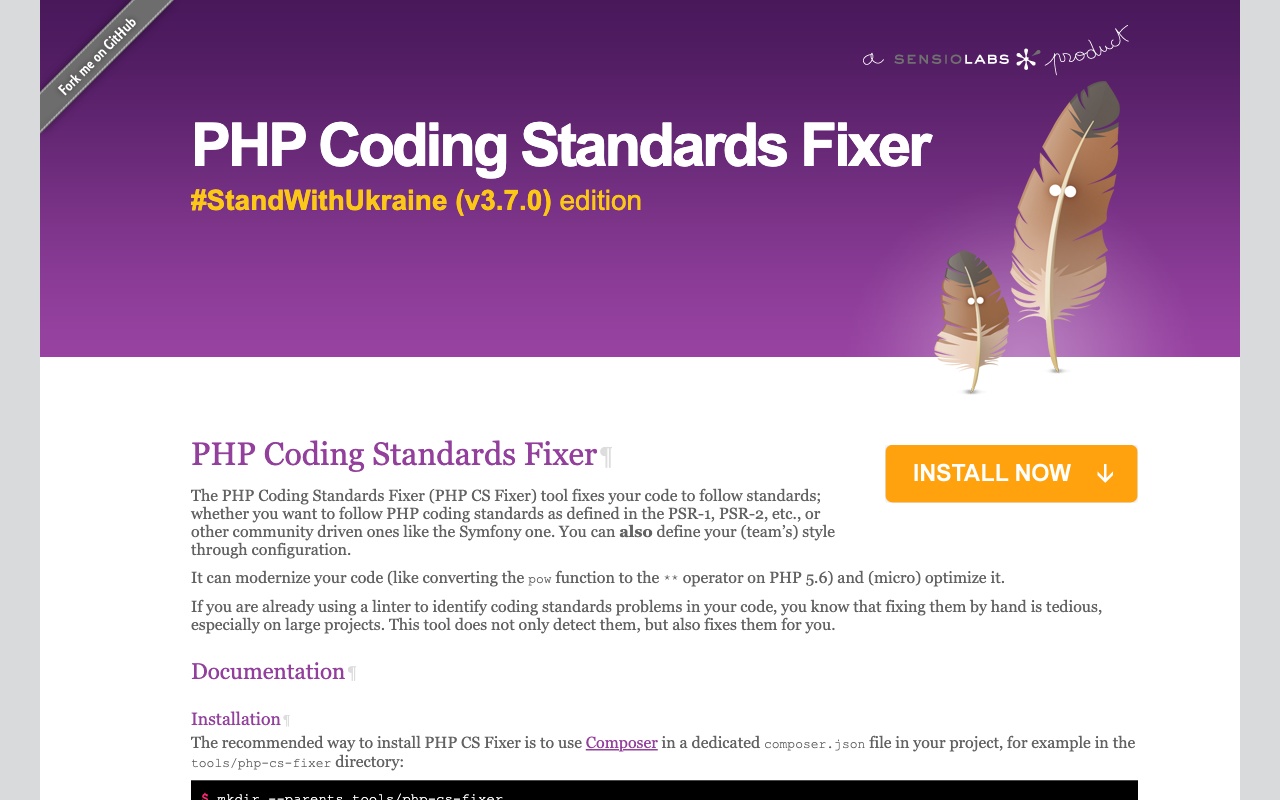 Fork me on GitHub
a SENSIOLABS product
PHP Coding Standards Fixer
#StandWithUkraine (v3.7.0) edition
PHP Coding Standards Fixer¶
INSTALL NOW ↓
The PHP Coding Standards Fixer (PHP CS Fixer) tool fixes your code to follow standards;
whether you want to follow PHP coding standards as defined in the PSR-1, PSR-2, etc., or
other community driven ones like the Symfony one. You can also define your (team’s) style
through configuration.
It can modernize your code (like converting the pow function to the ** operator on PHP 5.6) and (micro) optimize it.
If you are already using a linter to identify coding standards problems in your code, you know that fixing them by hand is tedious,
especially on large projects. This tool does not only detect them, but also fixes them for you.
Documentation¶
Installation¶
The recommended way to install PHP CS Fixer is to use Composer in a dedicated composer.json file in your project, for example in the
tools/php-cs-fixer directory:
$ mkdir --parents tools/php-cs-fixer